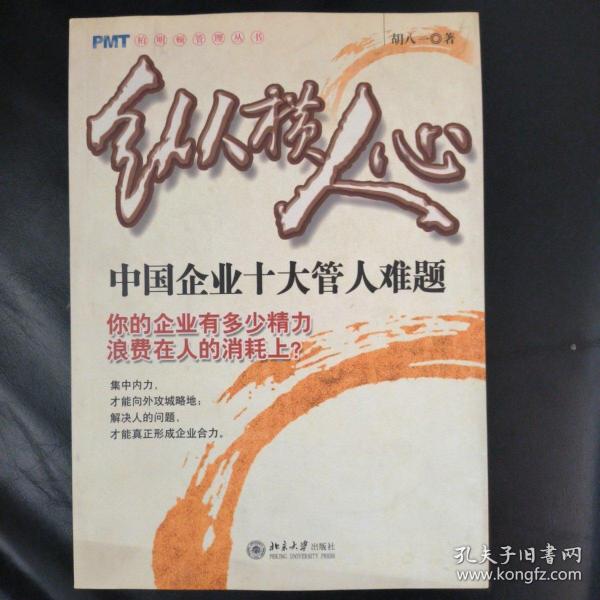 PMT 柏明顿管理丛书
胡八一◎著
纵横人心
中国企业十大管人难题
你的企业有多少精力
浪费在人的消耗上?
集中内力,
才能向外攻城略地;
解决人的问题,
才能真正形成企业合力。
北京大学出版社
PEKING UNIVERSITY PRESS
孔夫子旧书网
www.kongfz.com